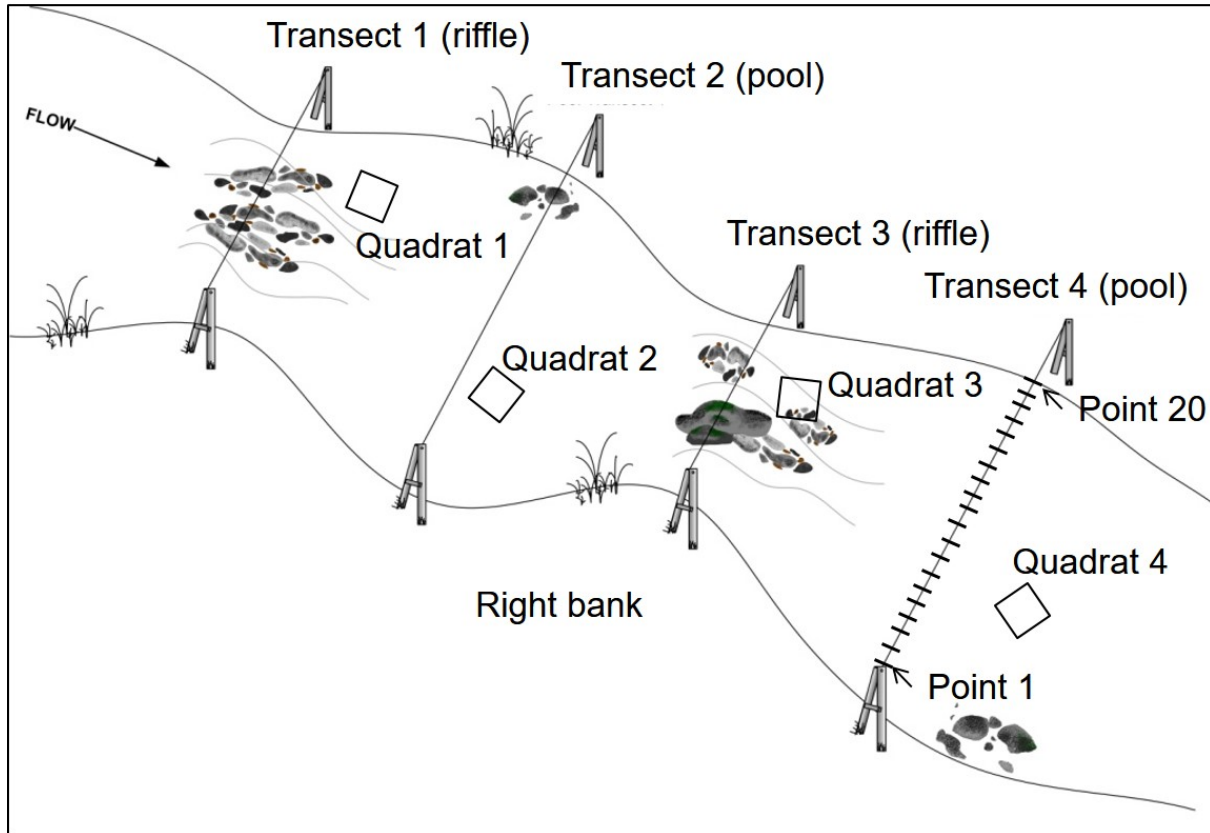 Transect 1 (riffle)
Transect 2 (pool)
FLOW
Quadrat 1
Transect 3 (riffle)
Transect 4 (pool)
Quadrat 2
Quadrat 3
Point 20
Quadrat 4
Right bank
Point 1